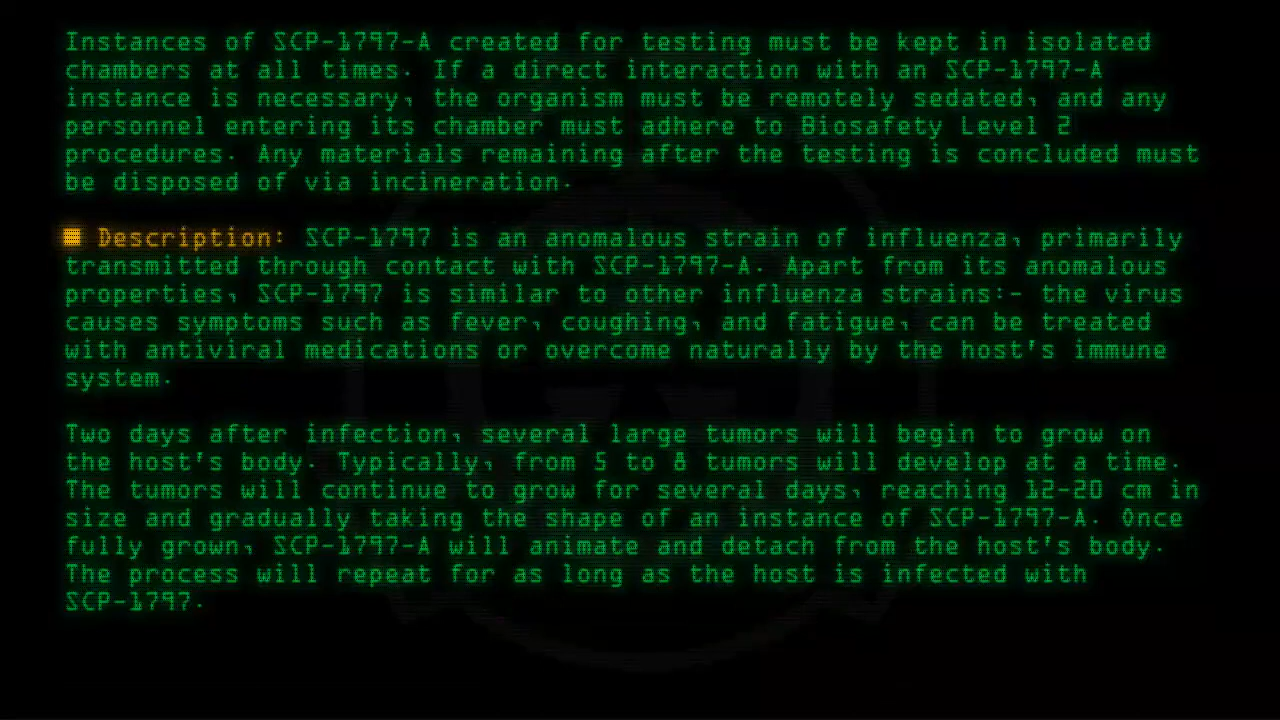 Instances of SCP-1797-A created for testing must be kept in isolated
chambers at all times. If a direct interaction with an SCP-1797-A
instance is necessary, the organism must be remotely sedated, and any
personnel entering its chamber must adhere to Biosafety Level 2
procedures. Any materials remaining after the testing is concluded must
be disposed of via incineration.
Description: SCP-1797 is an anomalous strain of influenza, primarily
transmitted through contact with SCP-1797-A. Apart from its anomalous
properties, SCP-1797 is similar to other influenza strains:- the virus
causes symptoms such as fever, coughing, and fatigue, can be treated
with antiviral medications or overcome naturally by the host's immune
system.
Two days after infection, several large tumors will begin to grow on
the host's body. Typically, from 5 to 8 tumors will develop at a time.
The tumors will continue to grow for several days, reaching 12-20 cm in
size and gradually taking the shape of an instance of SCP-1797-A. Once
fully grown, SCP-1797-A will animate and detach from the host's body.
The process will repeat for as long as the host is infected with
SCP-1797.